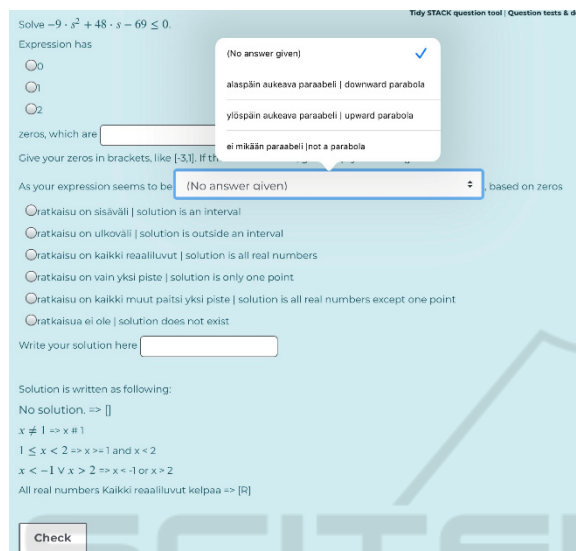 Tidy STACK question tool | Question tests & d
Solve −9 · s² + 48 · s − 69 ≤ 0.
Expression has
0
1
2
(No answer given)
alaspäin aukeava paraabeli | downward parabola
ylöspäin aukeava paraabeli | upward parabola
ei mikään paraabeli |not a parabola
zeros, which are
Give your zeros in brackets, like [-3,1]. If th
As your expression seems to be (No answer given) , based on zeros
ratkaisu on sisäväli | solution is an interval
ratkaisu on ulkoväli | solution is outside an interval
ratkaisu on kaikki reaaliluvut | solution is all real numbers
ratkaisu on vain yksi piste | solution is only one point
ratkaisu on kaikki muut paitsi yksi piste | solution is all real numbers except one point
ratkaisua ei ole | solution does not exist
Write your solution here
Solution is written as following:
No solution. => []
x ≠ 1 => x # 1
1 ≤ x < 2 => x >= 1 and x < 2
x < −1 ∨ x > 2 => x < -1 or x > 2
All real numbers Kaikki reaaliluvut kelpaa => [R]
Check